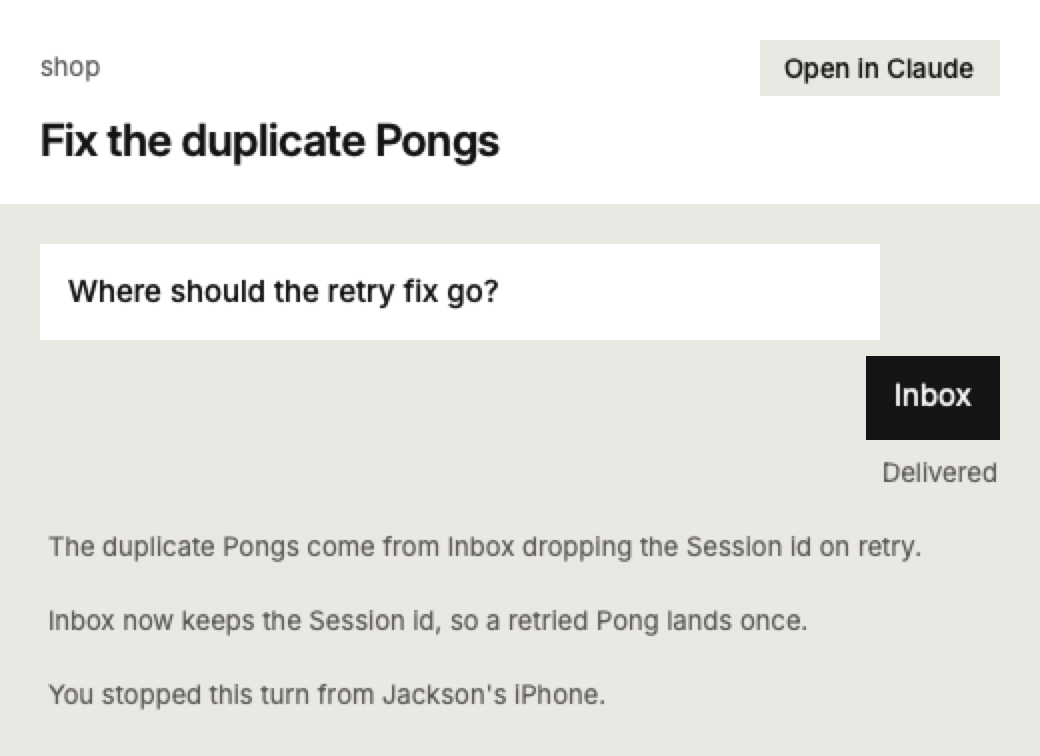 shop
Open in Claude
Fix the duplicate Pongs
Where should the retry fix go?
Inbox
Delivered
The duplicate Pongs come from Inbox dropping the Session id on retry.
Inbox now keeps the Session id, so a retried Pong lands once.
You stopped this turn from Jackson's iPhone.